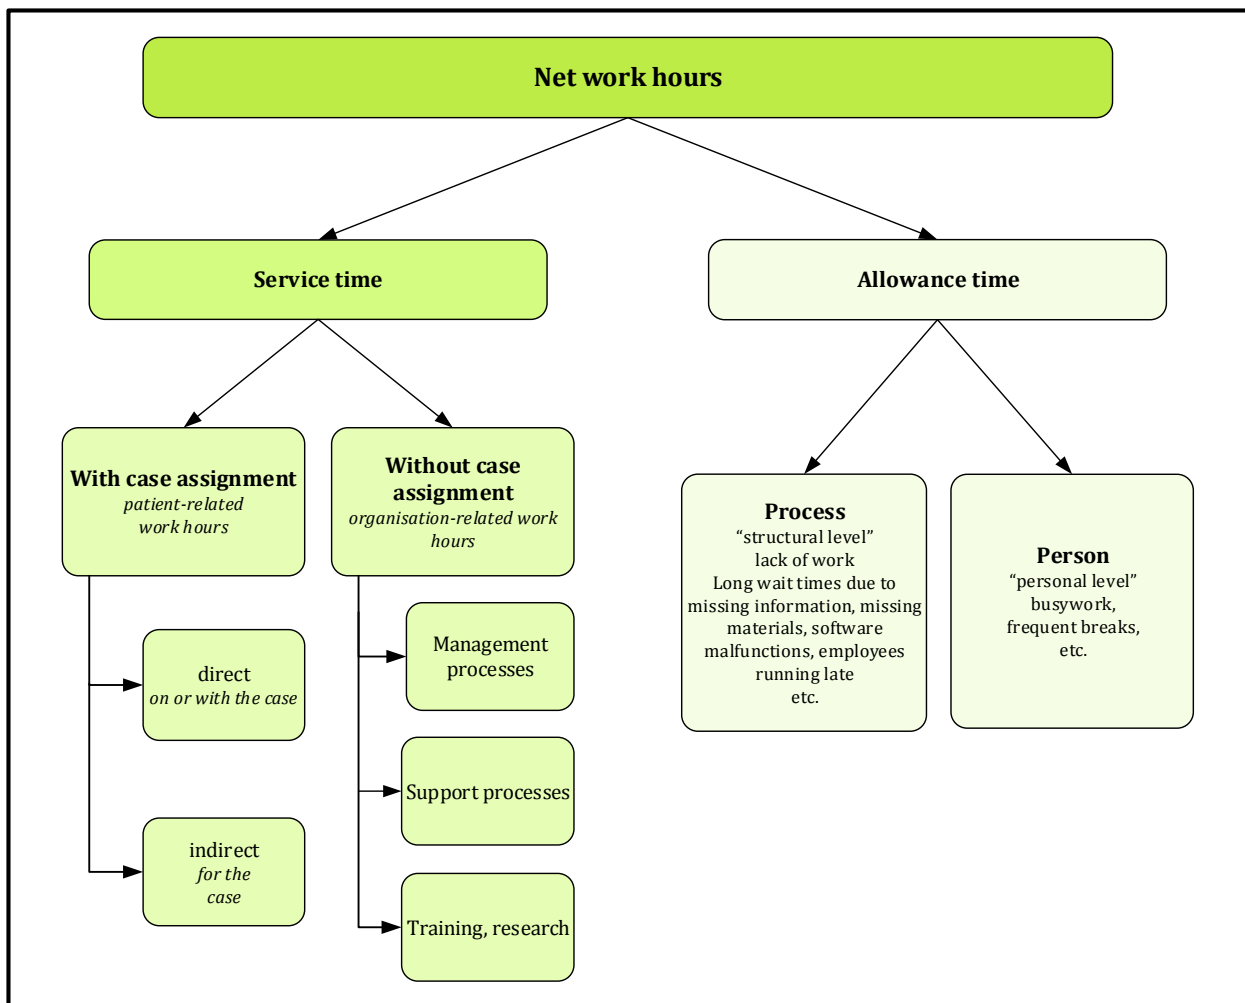 Net work hours
Service time
Allowance time
With case assignment
patient-related
work hours
Without case
assignment
organisation-related work
hours
direct
on or with the case
indirect
for the
case
Management
processes
Support processes
Training, research
Process
“structural level”
lack of work
Long wait times due to
missing information, missing
materials, software
malfunctions, employees
running late
etc.
Person
“personal level”
busywork,
frequent breaks,
etc.